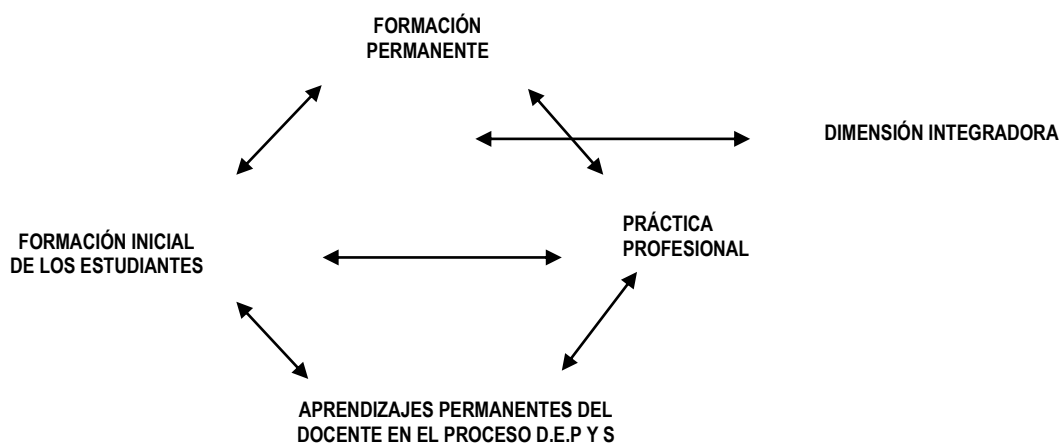 FORMACIÓN
PERMANENTE
DIMENSIÓN INTEGRADORA
FORMACIÓN INICIAL
DE LOS ESTUDIANTES
PRÁCTICA
PROFESIONAL
APRENDIZAJES PERMANENTES DEL
DOCENTE EN EL PROCESO D.E.P Y S